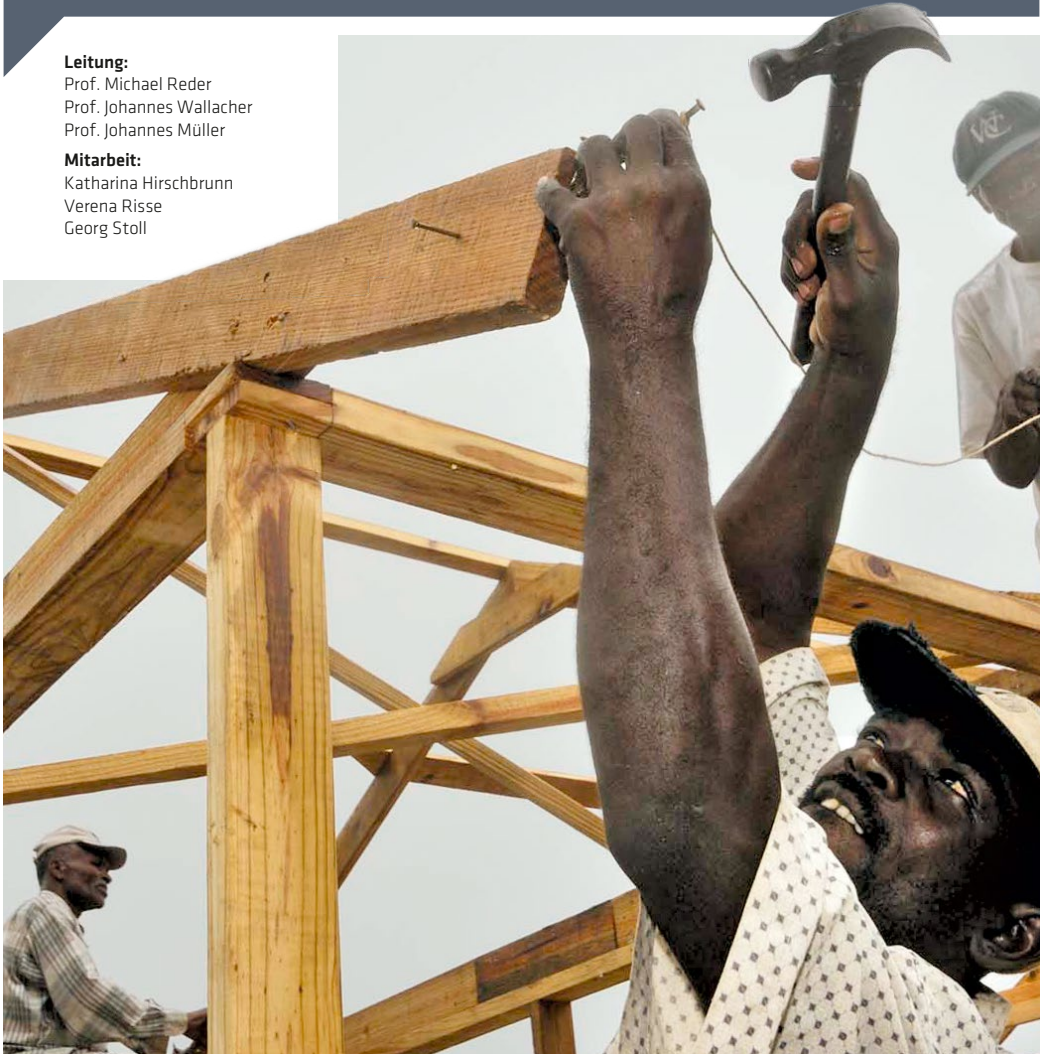 Leitung:
Prof. Michael Reder
Prof. Johannes Wallacher
Prof. Johannes Müller
Mitarbeit:
Katharina Hirschbrunn
Verena Risse
Georg Stoll